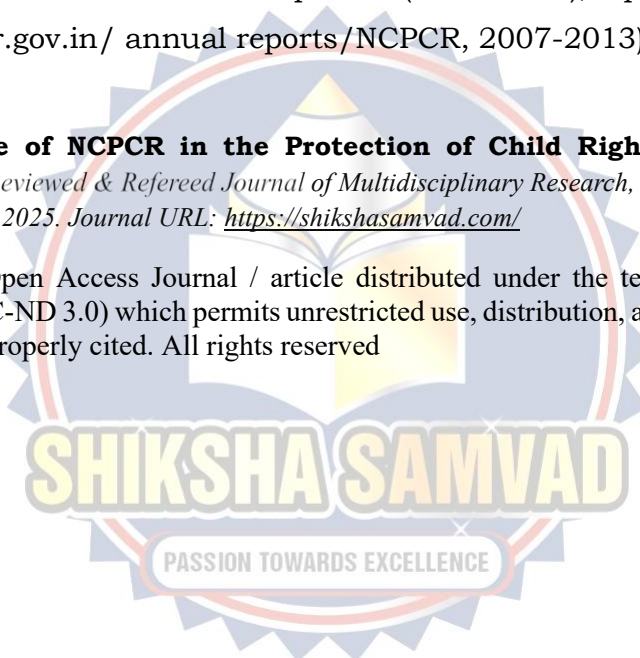 r.gov.in/ annual reports/NCPCR, 2007-2013)
e of NCPCR in the Protection of Child Righ
eviewed & Refereed Journal of Multidisciplinary Research,
2025. Journal URL: https://shikshasamvad.com/
pen Access Journal / article distributed under the te
C-ND 3.0) which permits unrestricted use, distribution, a
roperly cited. All rights reserved
SHIKSHA SAMVAD
PASSION TOWARDS EXCELLENCE